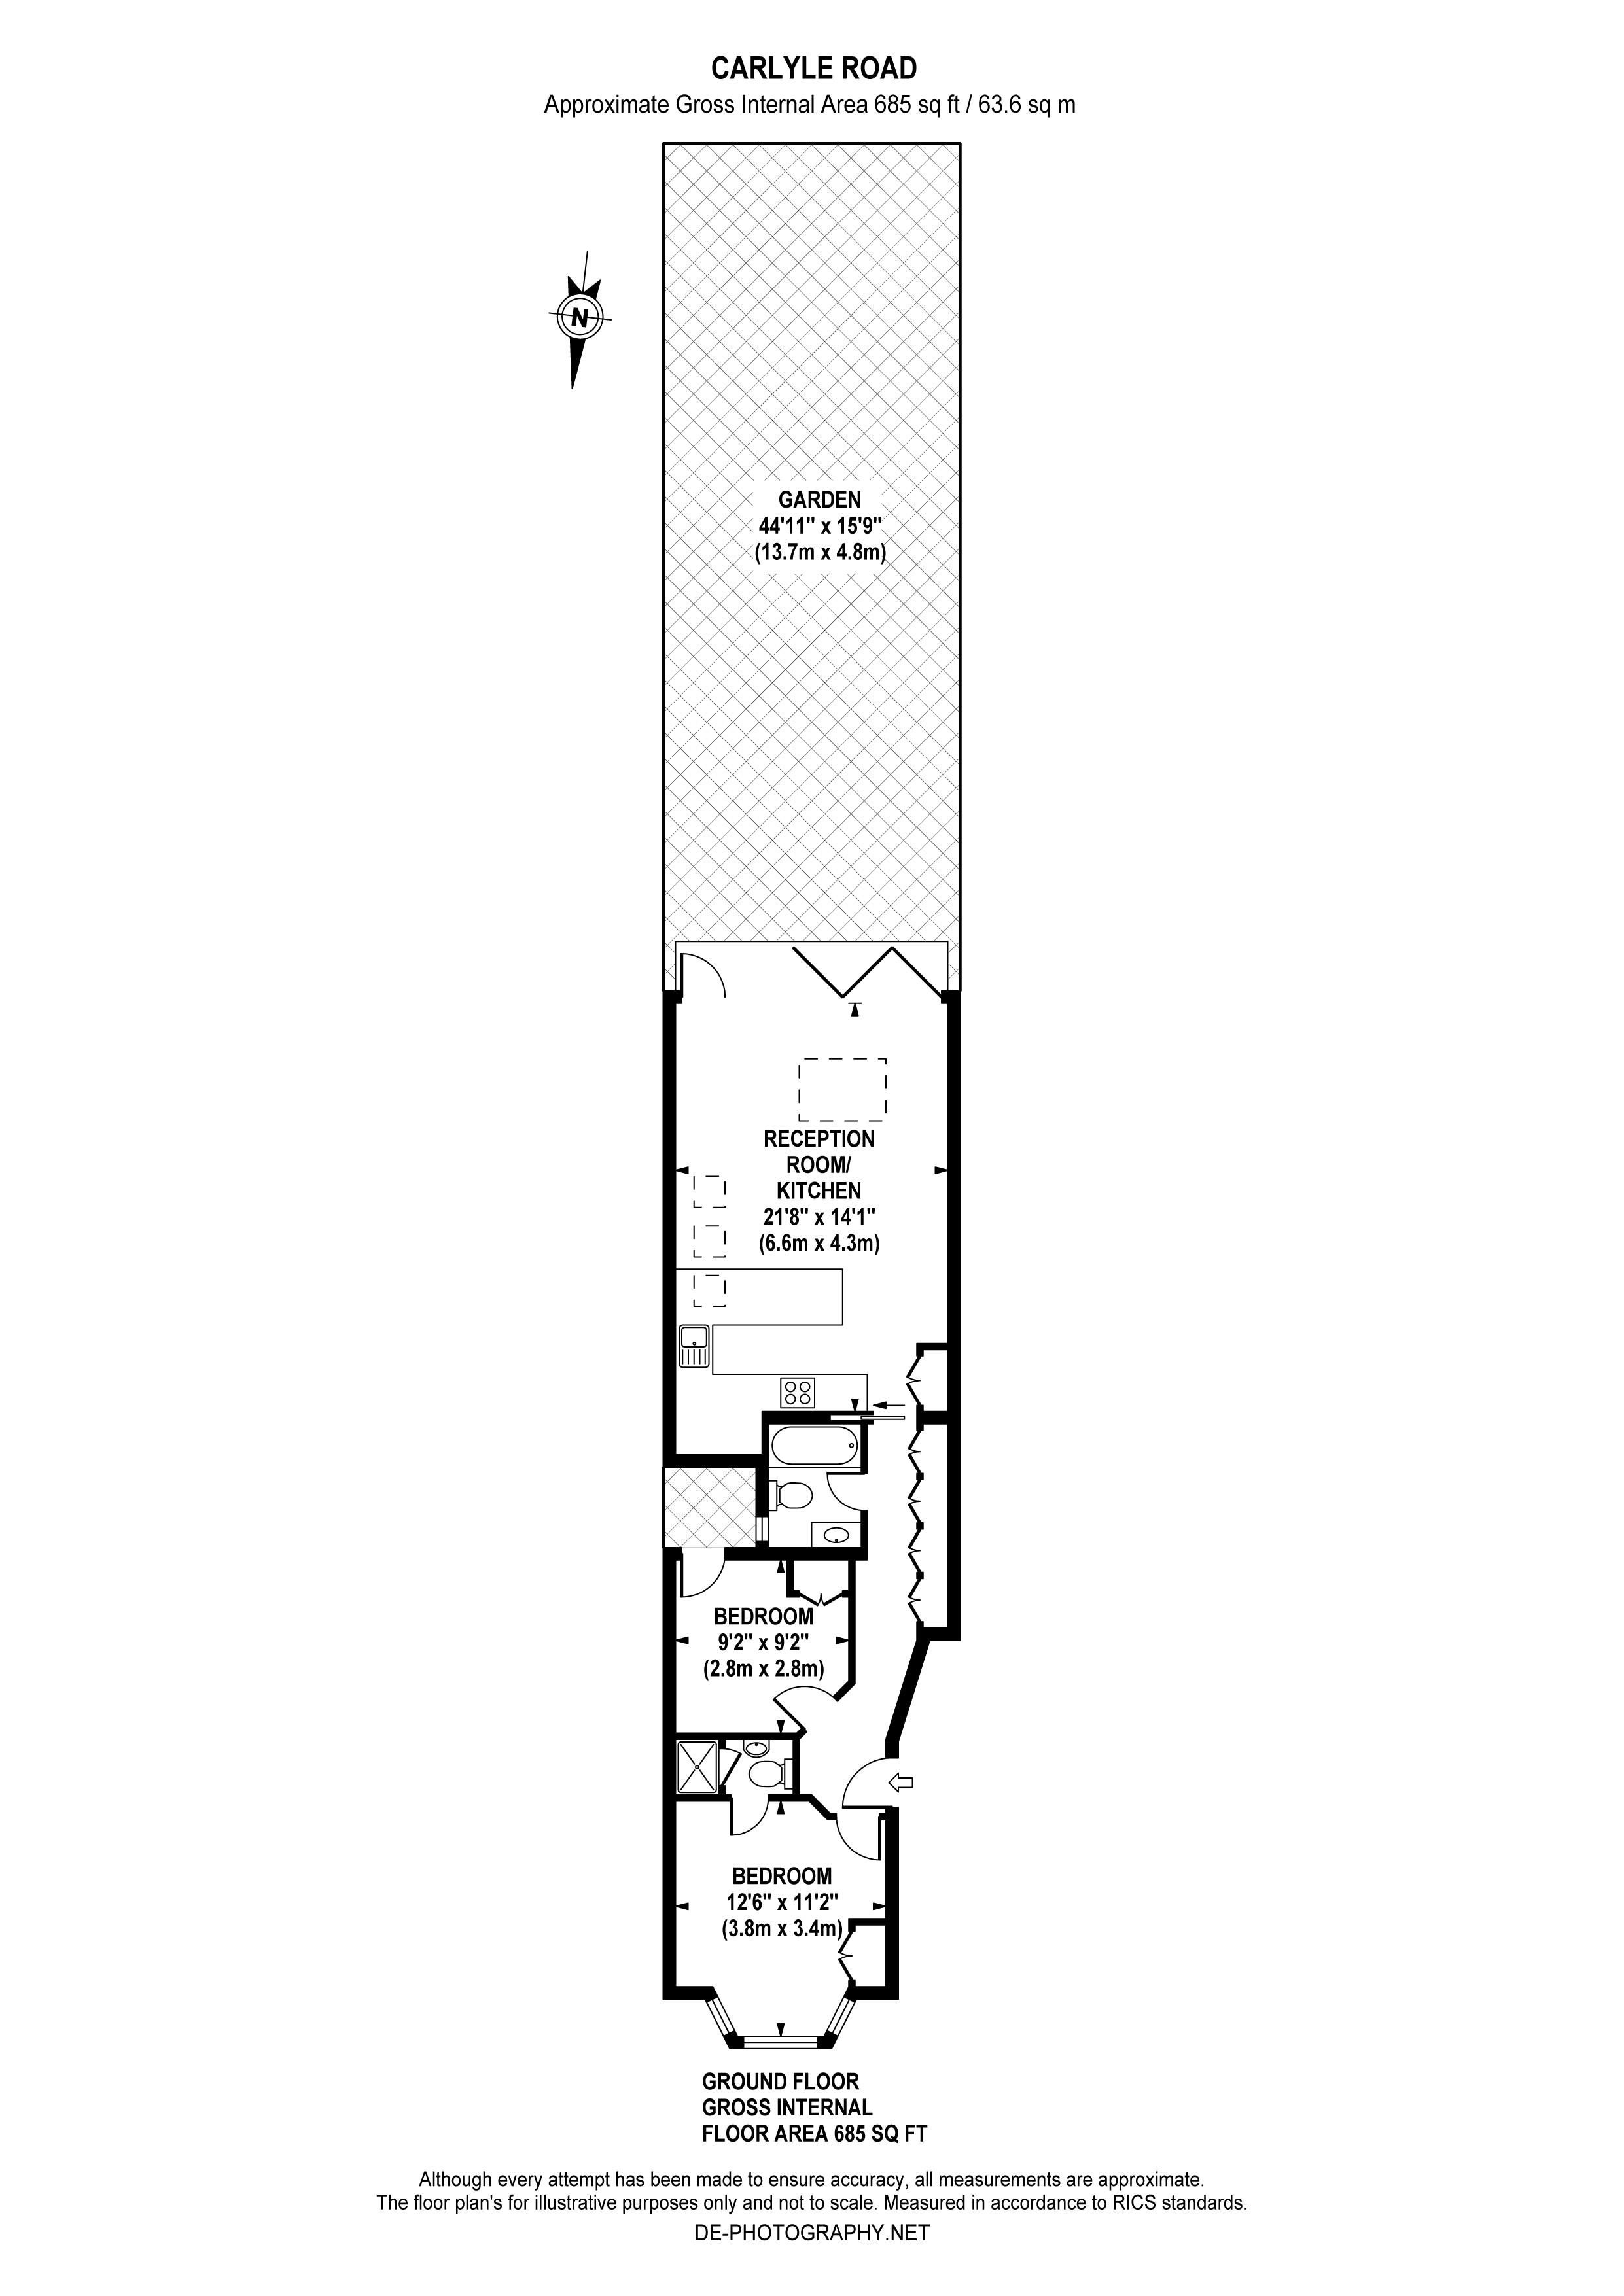 CARLYLE ROAD
Approximate Gross Internal Area 685 sq ft / 63.6 sq m
N
GARDEN
44'11" x 15'9"
(13.7m x 4.8m)
RECEPTION
ROOM/
KITCHEN
21'8" x 14'1"
(6.6m x 4.3m)
BEDROOM
9'2" x 9'2"
(2.8m x 2.8m)
BEDROOM
12'6" x 11'2"
(3.8m x 3.4m)
GROUND FLOOR
GROSS INTERNAL
FLOOR AREA 685 SQ FT
Although every attempt has been made to ensure accuracy, all measurements are approximate.
The floor plan's for illustrative purposes only and not to scale. Measured in accordance to RICS standards.
DE-PHOTOGRAPHY.NET